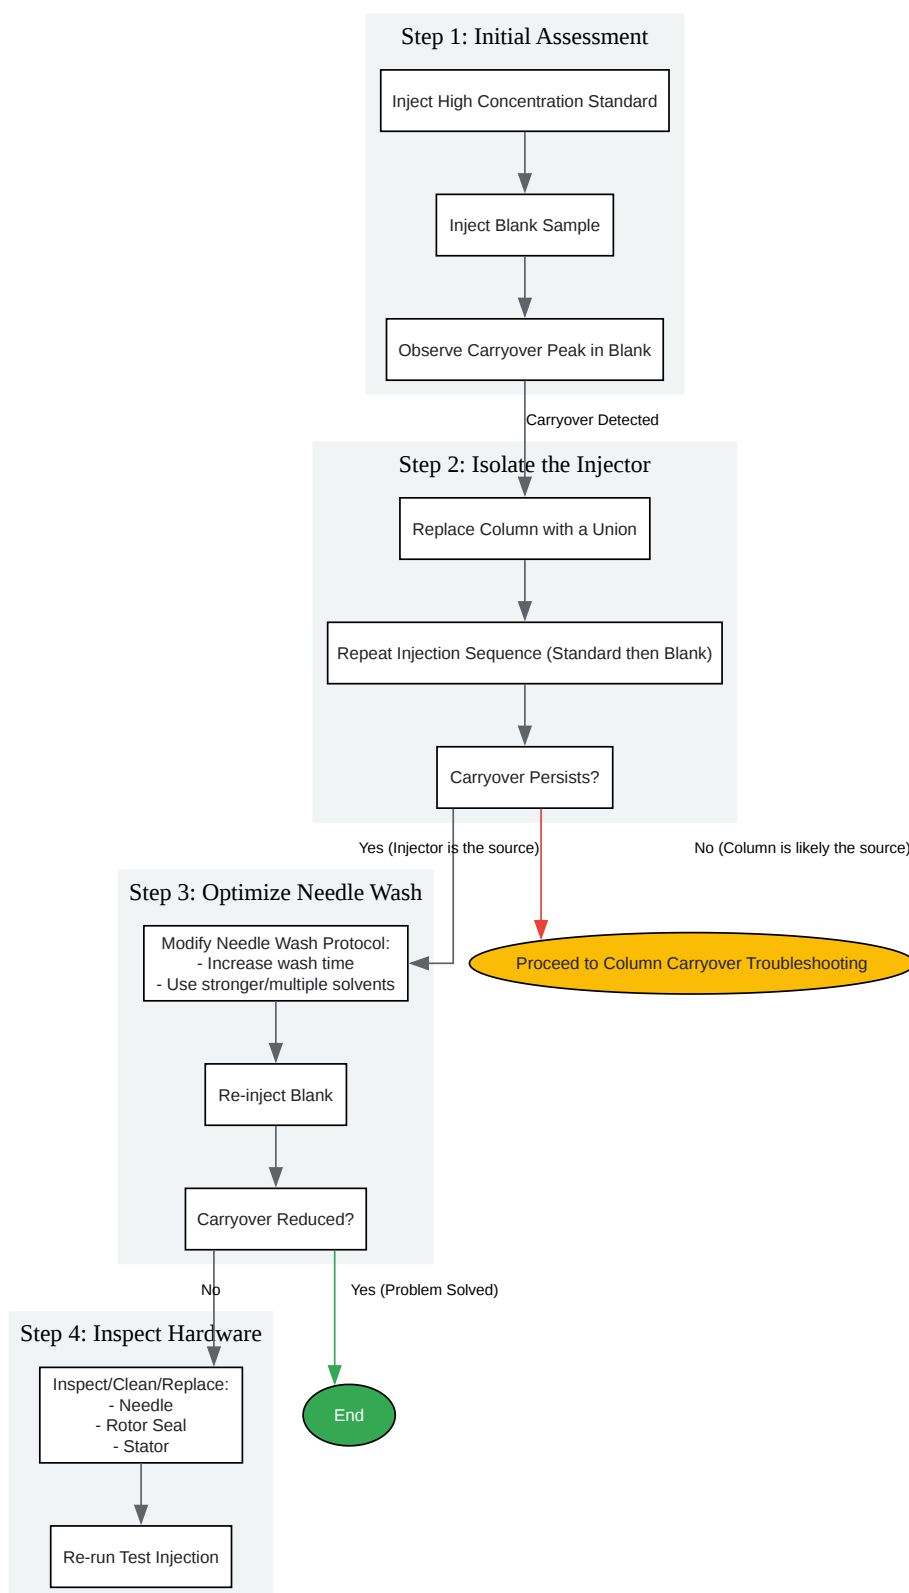 Step 1: Initial Assessment
Inject High Concentration Standard
Inject Blank Sample
Observe Carryover Peak in Blank
Carryover Detected
Step 2: Isolate the Injector
Replace Column with a Union
Repeat Injection Sequence (Standard then Blank)
Carryover Persists?
Yes (Injector is the source)
No (Column is likely the source)
Step 3: Optimize Needle Wash
Modify Needle Wash Protocol:
- Increase wash time
- Use stronger/multiple solvents
Proceed to Column Carryover Troubleshooting
Re-inject Blank
Carryover Reduced?
No
Yes (Problem Solved)
Step 4: Inspect Hardware
Inspect/Clean/Replace:
- Needle
- Rotor Seal
- Stator
End
Re-run Test Injection